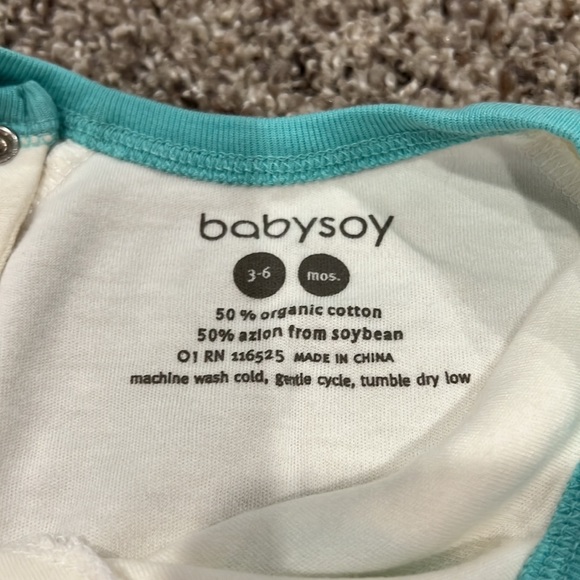 babysoy
3-6 mos.
50 % organic cotton
50% azlon from soybean
01 RN 116525 MADE IN CHINA
machine wash cold, gentle cycle, tumble dry low